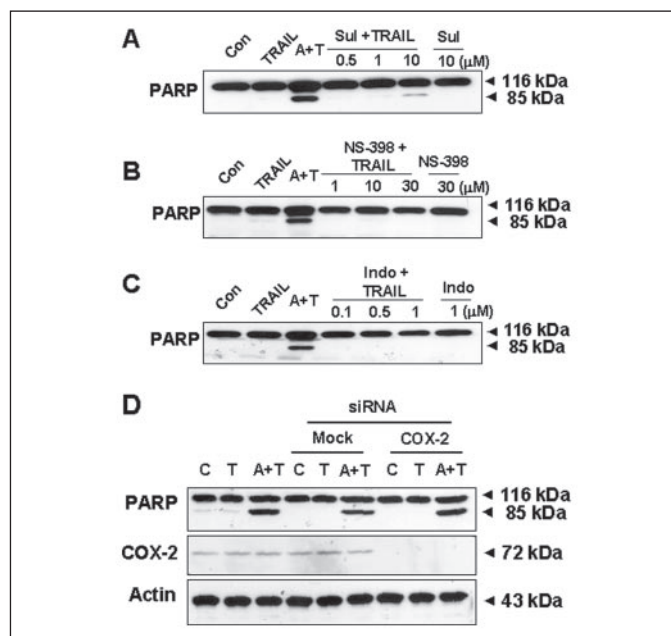 A
Con TRAIL A+T Sul +TRAIL Sul
0.5 1 10 10 (μM)
PARP
◄ 116 kDa
◄ 85 kDa
B
Con TRAIL A+T NS-398 + TRAIL NS-398
1 10 30 30 (μM)
PARP
◄ 116 kDa
◄ 85 kDa
C
Con TRAIL A+T Indo + TRAIL Indo
0.1 0.5 1 1 (μM)
PARP
◄ 116 kDa
◄ 85 kDa
D
siRNA
Mock COX-2
C T A+T C T A+T C T A+T
PARP
◄ 116 kDa
◄ 85 kDa
COX-2 ◄ 72 kDa
Actin ◄ 43 kDa